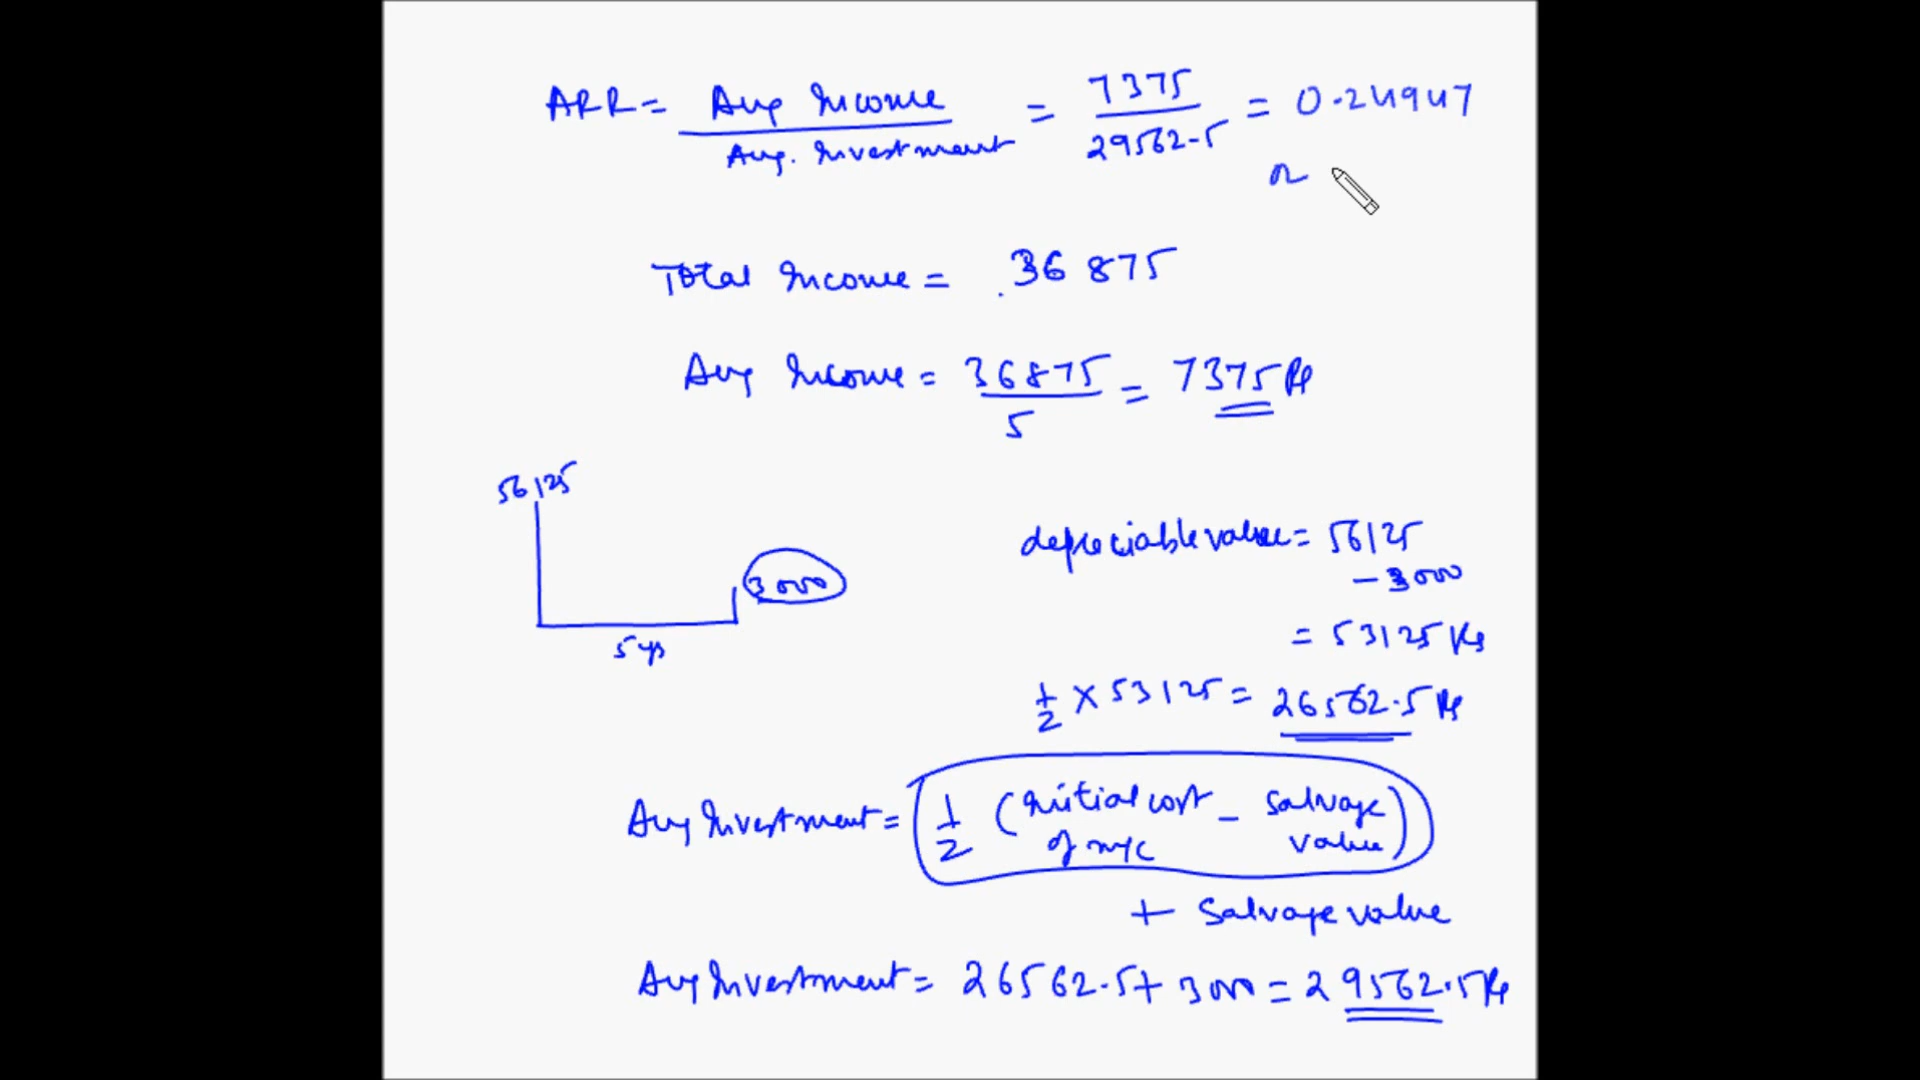 ARR = Avg Income / Avg. Investment = 7375 / 29562.5 = 0.24947
or
Total Income = 36875
Avg Income = 36875 / 5 = 7375 Rs
56125
3000
5 yrs
depreciable value = 56125
- 3000
= 53125 Rs
1/2 × 53125 = 26562.5 Rs
Avg Investment = 1/2 (Initial cost of m/c - Salvage value)
+ Salvage value
Avg Investment = 26562.5 + 3000 = 29562.5 Rs